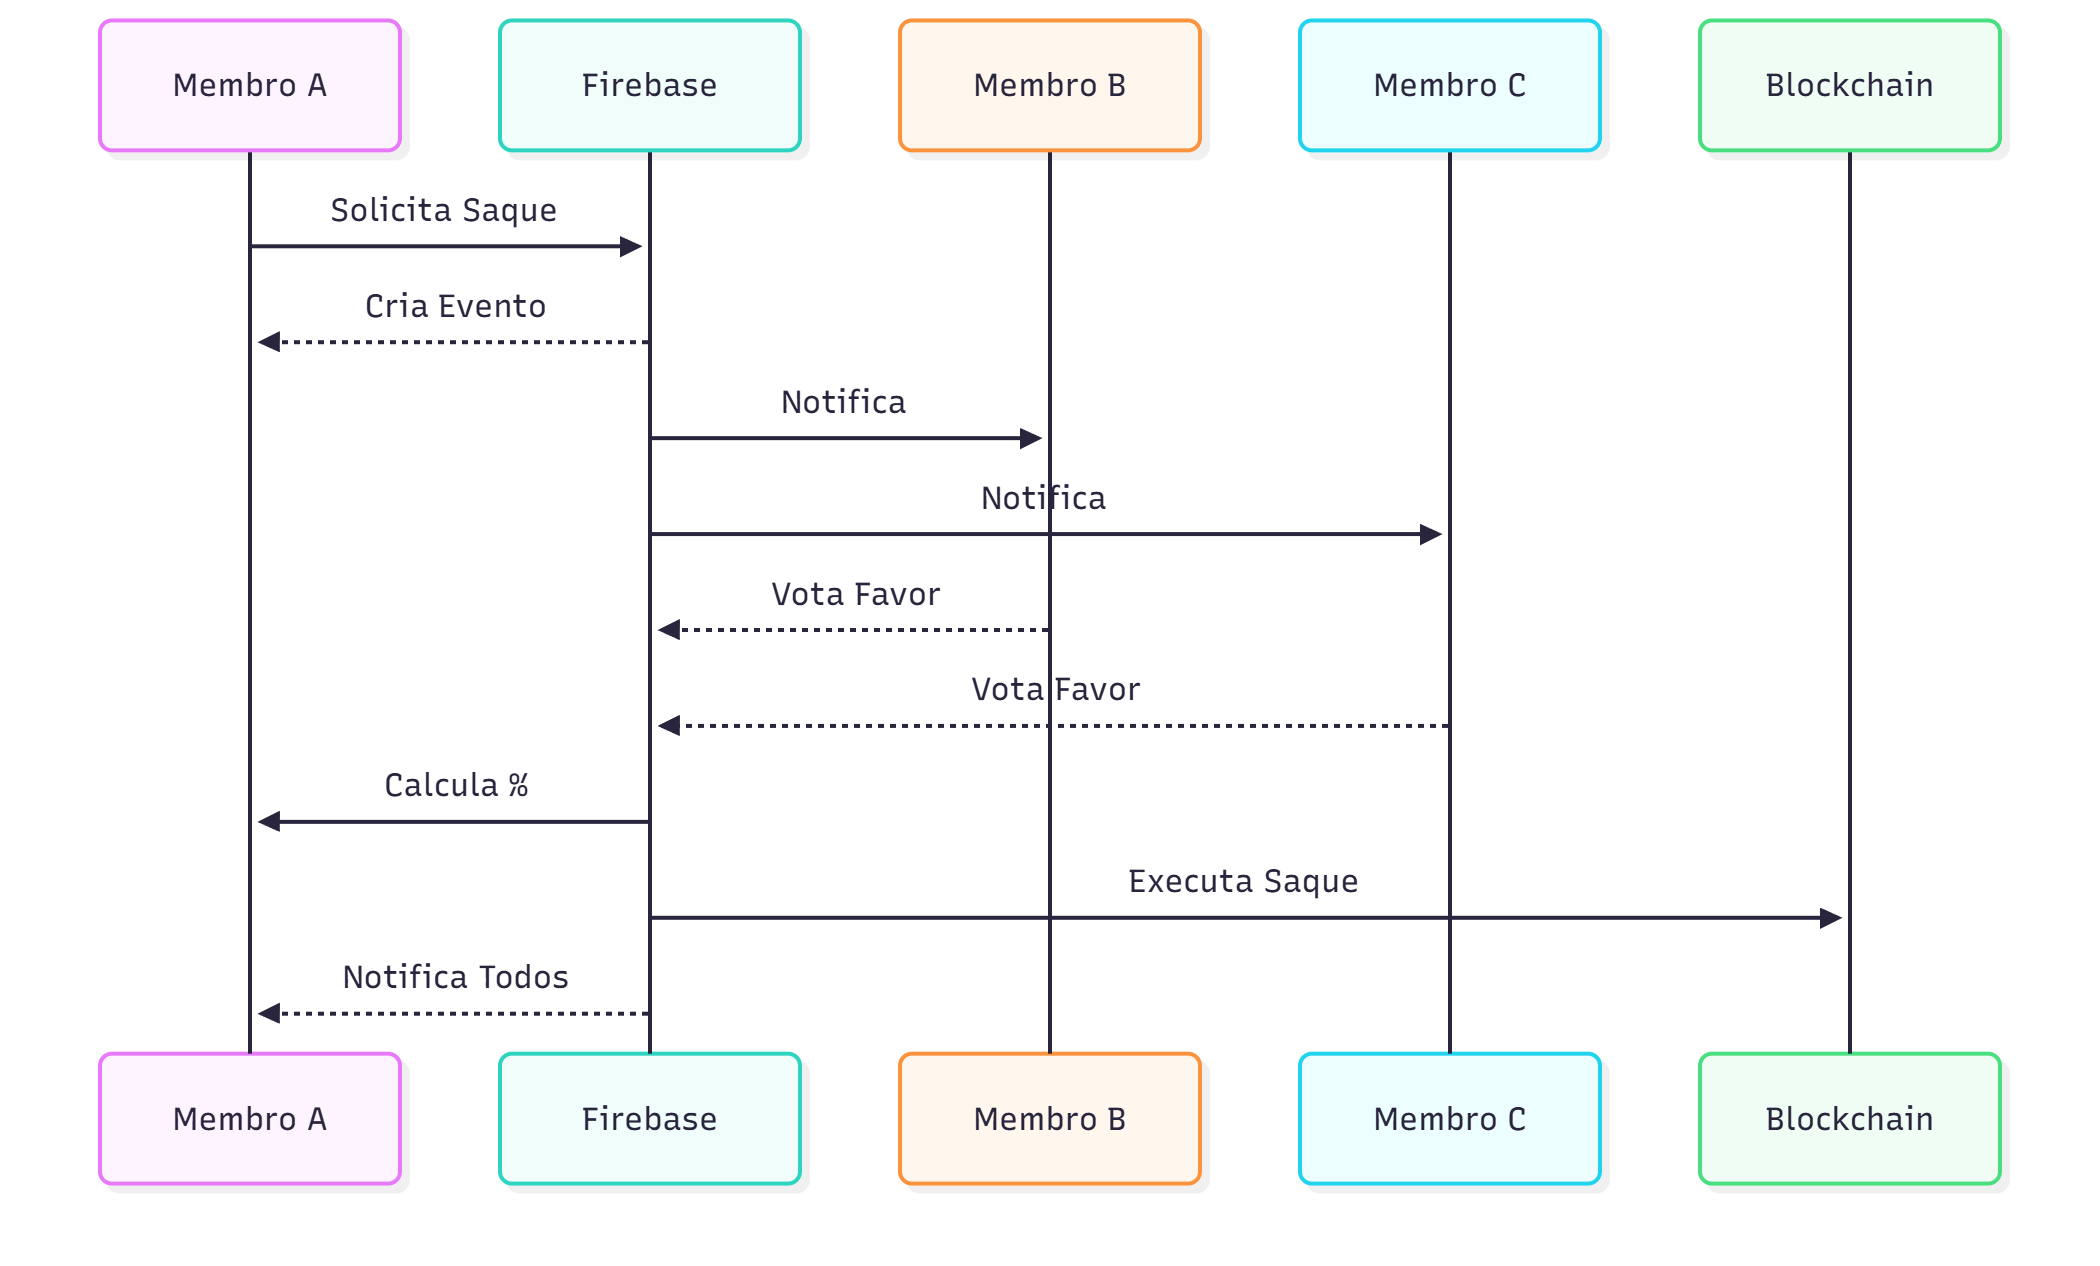 Membro A
Firebase
Membro B
Membro C
Blockchain
Solicita Saque
Cria Evento
Notifica
Notifica
Vota Favor
Vota Favor
Calcula %
Executa Saque
Notifica Todos
Membro A
Firebase
Membro B
Membro C
Blockchain